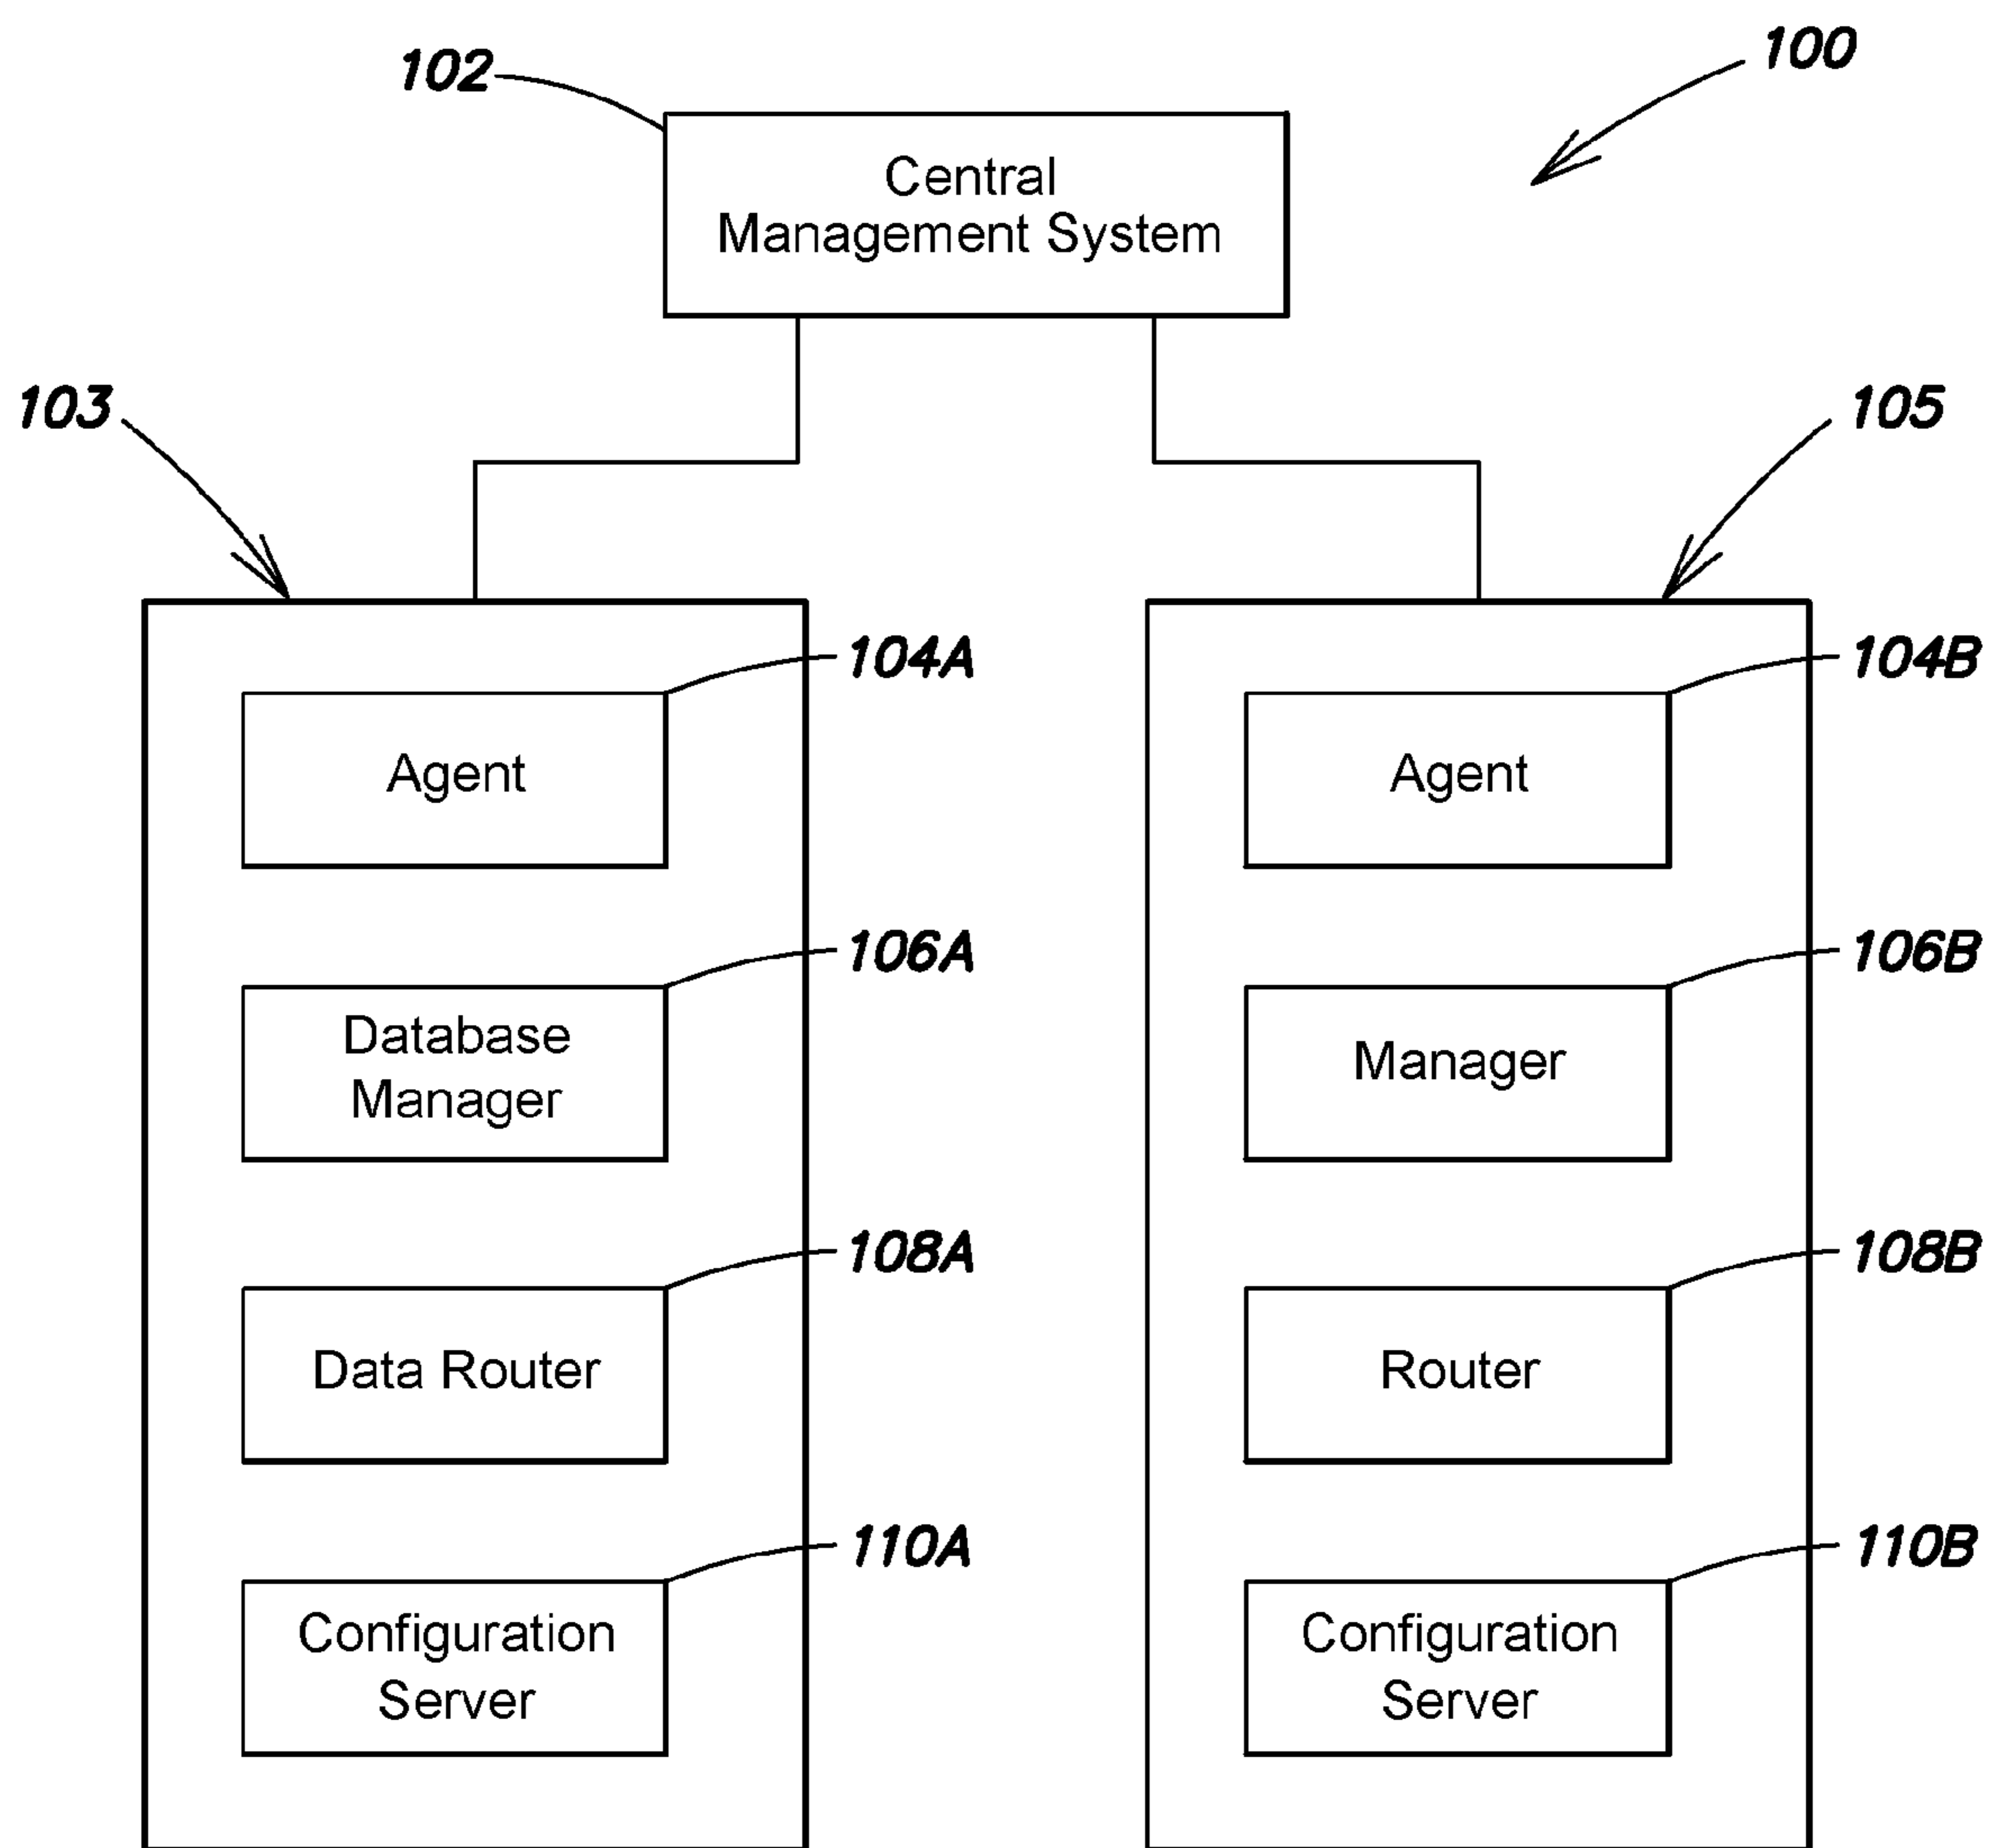 100
102
Central
Management System
103
105
104A
104B
Agent
Agent
106A
106B
Database
Manager
Manager
108A
108B
Data Router
Router
110A
110B
Configuration
Server
Configuration
Server